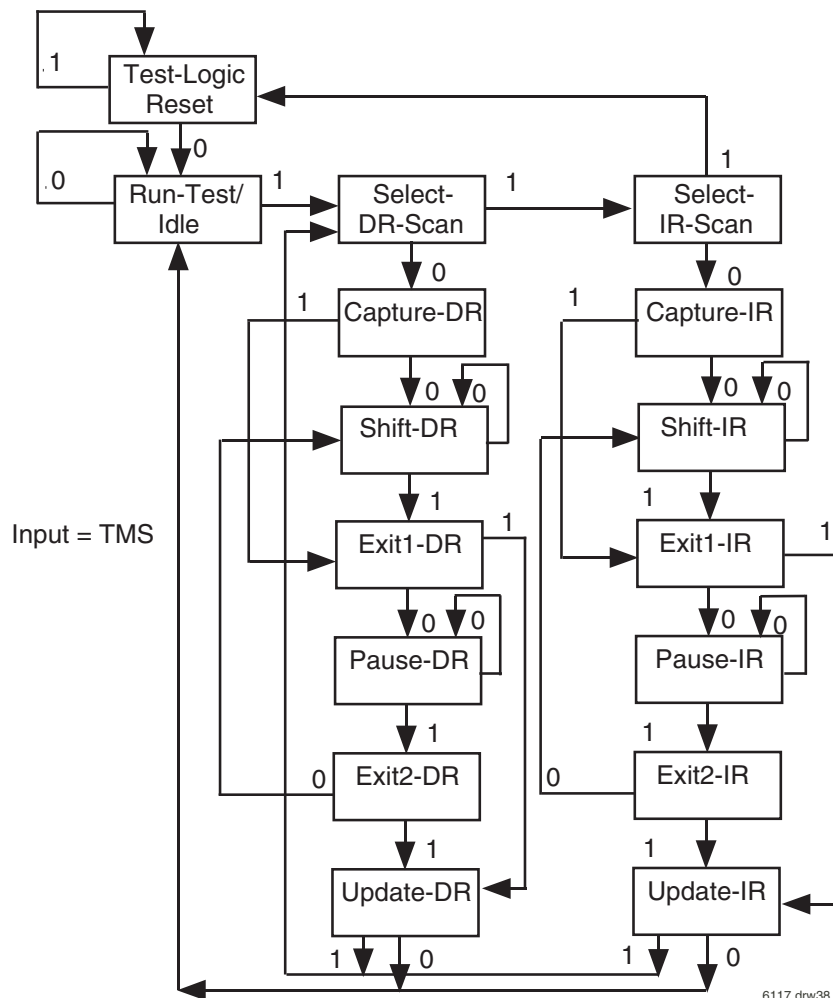 1
Test-Logic
Reset
0
0
Run-Test/
Idle
1
Select-
DR-Scan
1
Select-
IR-Scan
1
0
0
1
Capture-DR
1
Capture-IR
0
0
0
0
Shift-DR
Shift-IR
1
1
Input = TMS
Exit1-DR
1
Exit1-IR
1
0
0
0
0
Pause-DR
Pause-IR
1
1
0
Exit2-DR
0
Exit2-IR
1
1
Update-DR
Update-IR
1
0
1
0
6117 drw38